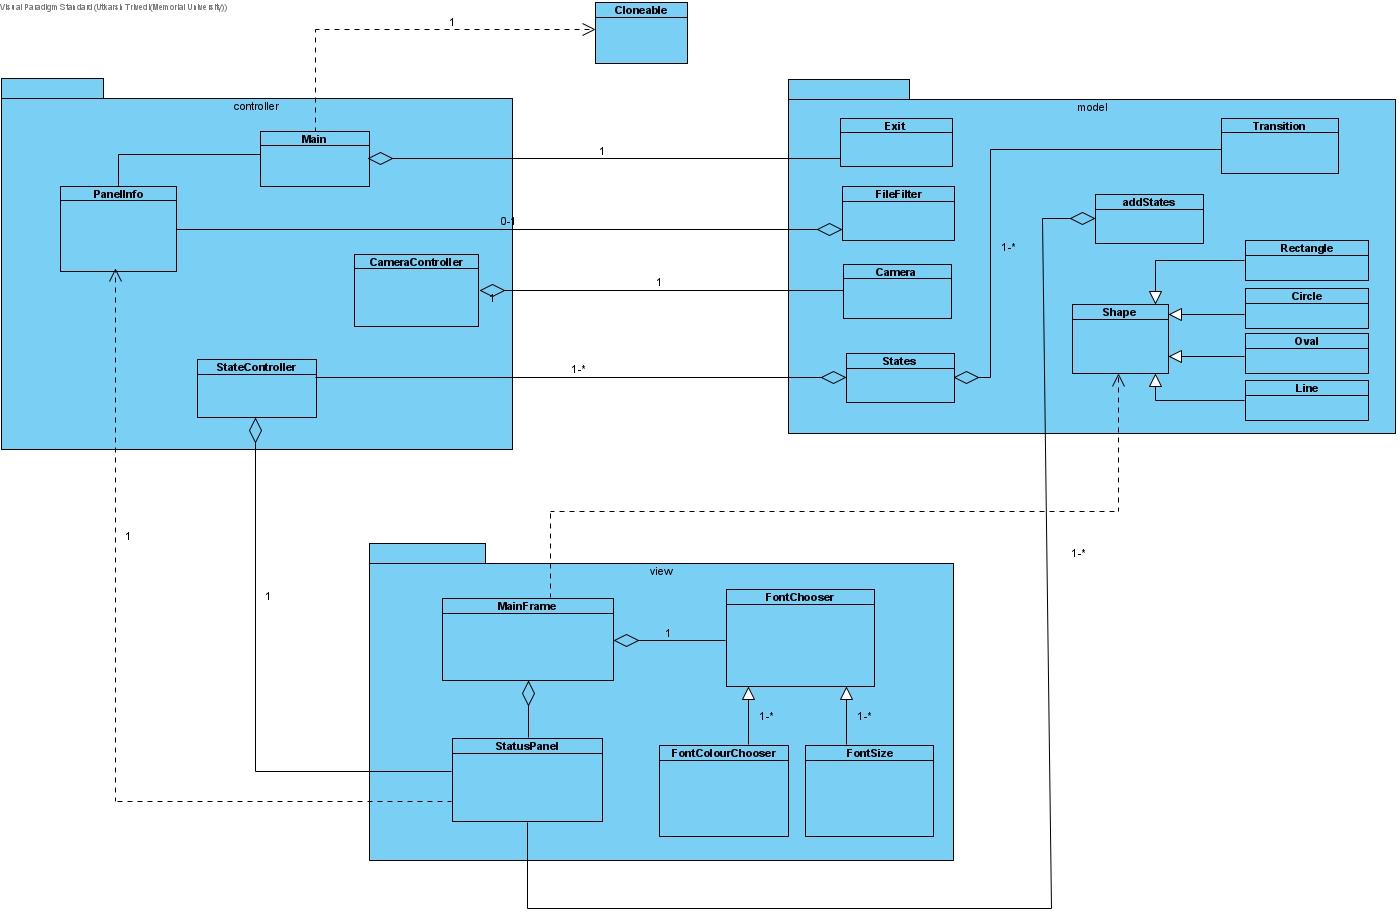 Visual Paradigm Standard (Utkarsh Trivedi(Memorial University))
Cloneable
1
controller
model
Main
Exit
Transition
1
PanelInfo
FileFilter
addStates
0-1
1-*
Rectangle
CameraController
Camera
1
1
Circle
Shape
Oval
StateController
States
1-*
Line
1
1-*
view
1
MainFrame
FontChooser
1
1-*
1-*
StatusPanel
FontColourChooser
FontSize